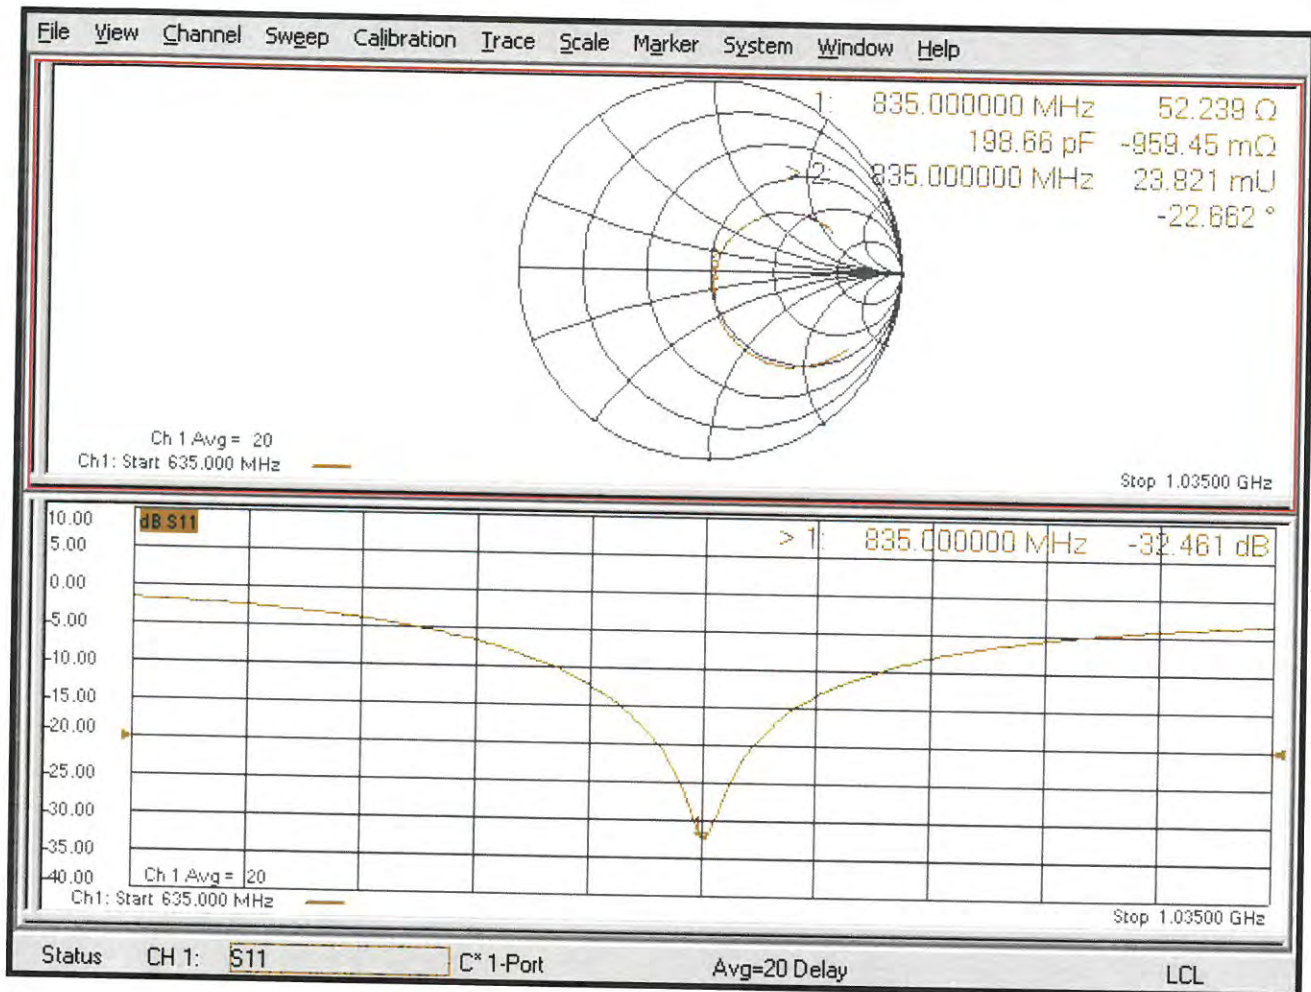 File View Channel Sweep Calibration Trace Scale Marker System Window Help
1: 835.000000 MHz 52.239 Ω
198.66 pF -959.45 mΩ
> 2: 835.000000 MHz 23.821 mU
-22.662 °
Ch 1 Avg = 20
Ch1: Start 635.000 MHz
Stop 1.03500 GHz
10.00
dB S11
> 1: 835.000000 MHz -32.461 dB
5.00
0.00
-5.00
-10.00
-15.00
-20.00
-25.00
-30.00
-35.00
-40.00
Ch 1 Avg = 20
Ch1: Start 635.000 MHz
Stop 1.03500 GHz
Status CH 1: S11 C* 1-Port Avg=20 Delay LCL